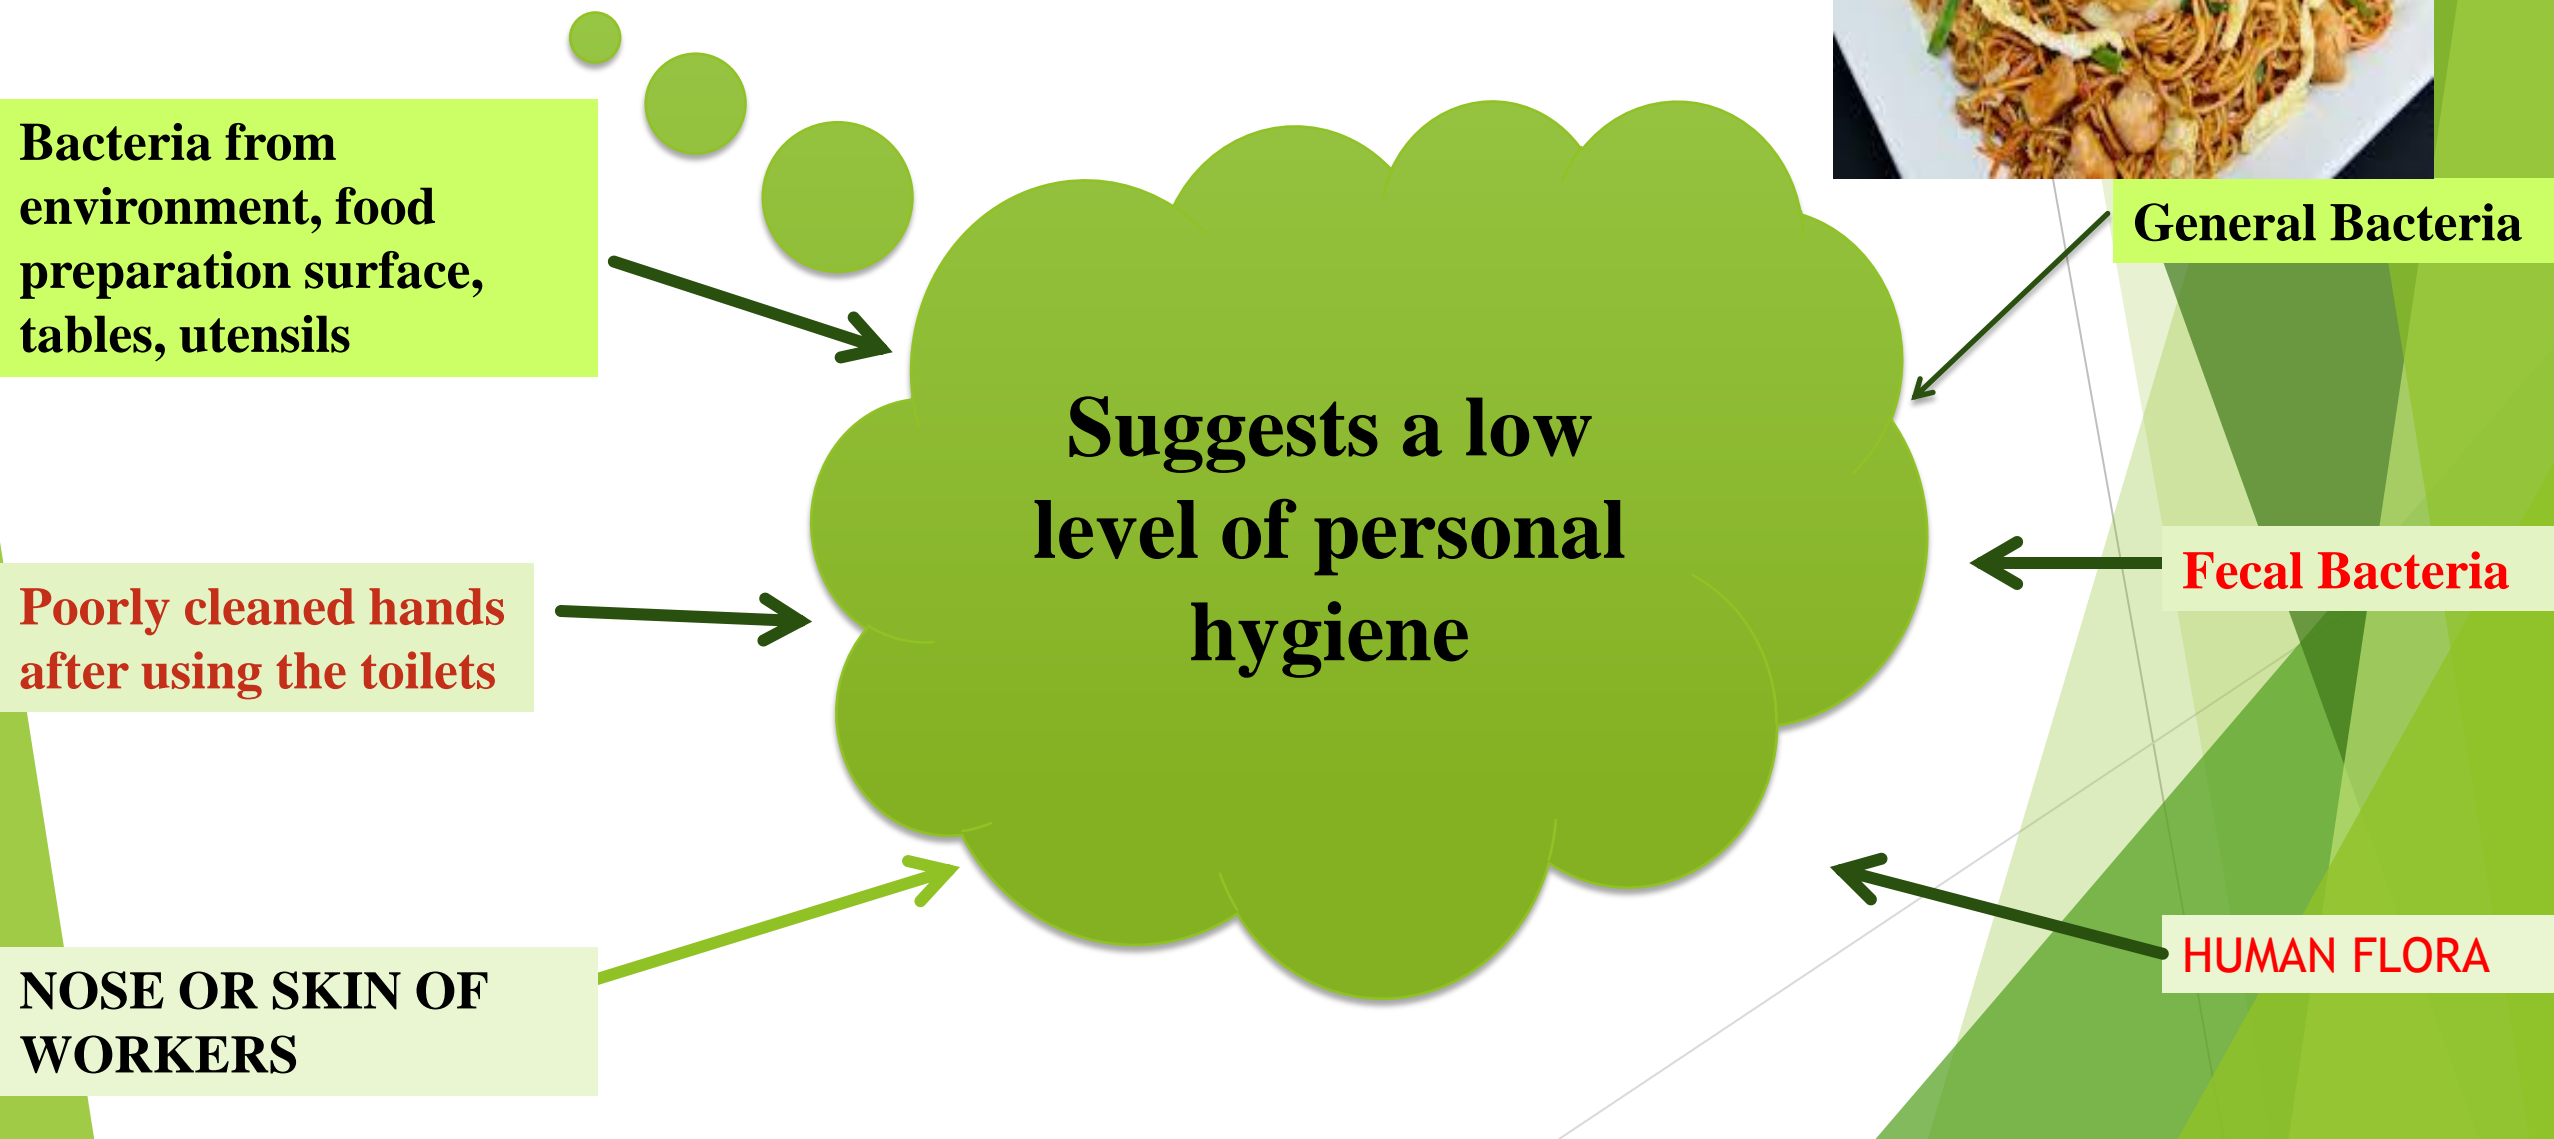 Bacteria from
environment, food
preparation surface,
tables, utensils
Poorly cleaned hands
after using the toilets
NOSE OR SKIN OF
WORKERS
Suggests a low
level of personal
hygiene
General Bacteria
Fecal Bacteria
HUMAN FLORA